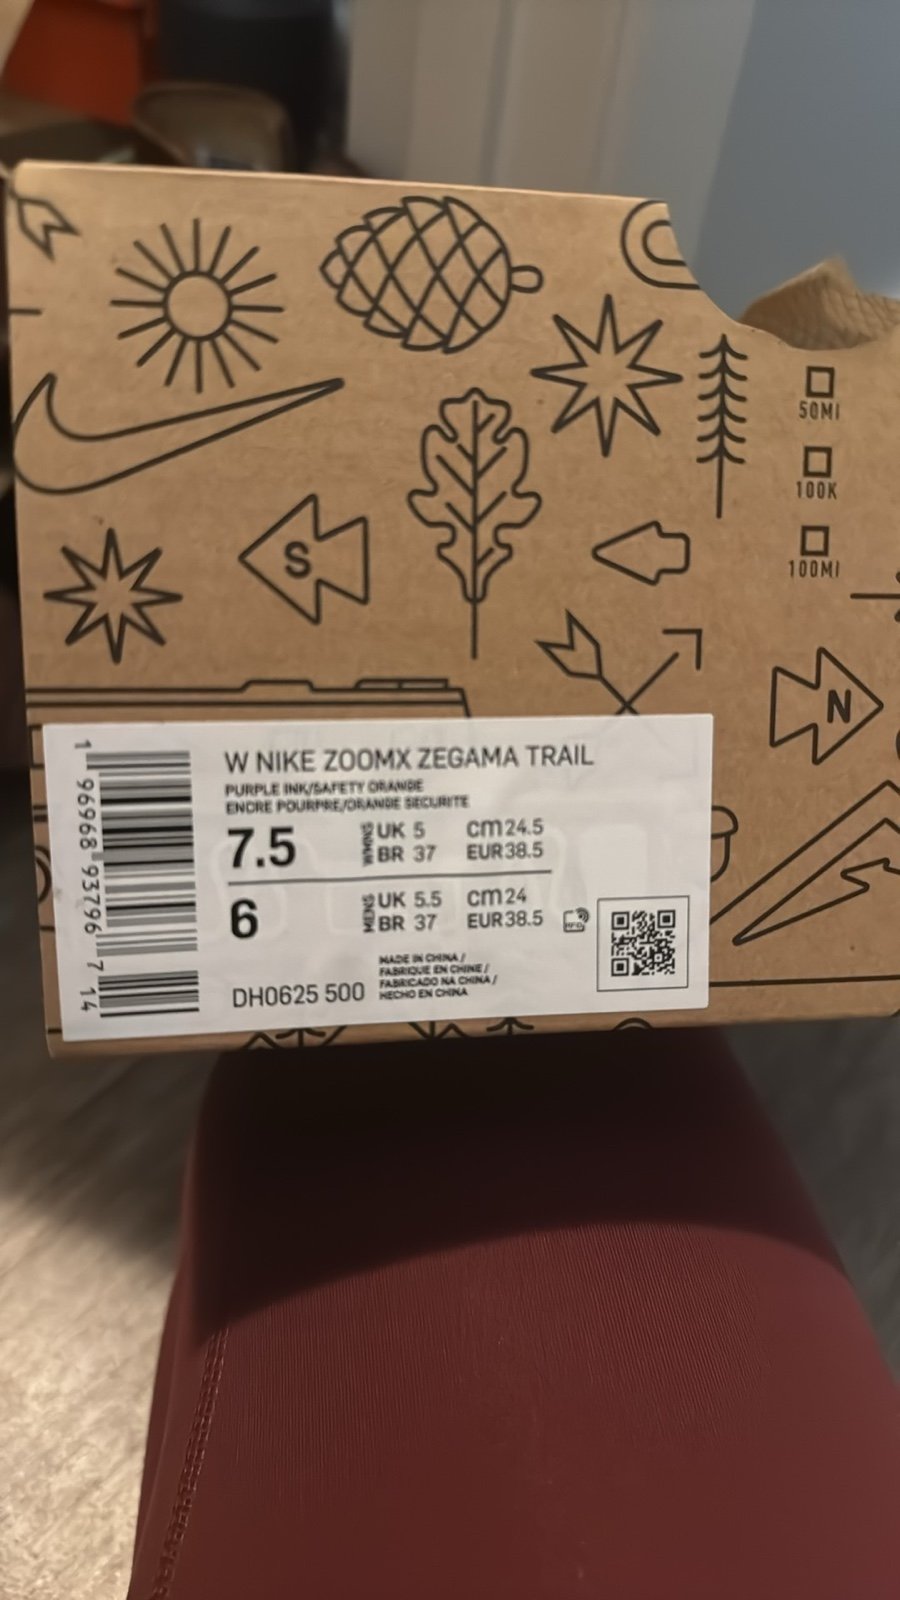 50MI
100K
100MI
S
N
W NIKE ZOOMX ZEGAMA TRAIL
PURPLE INK/SAFETY ORANGE
ENCRE POURPRE/ORANGE SECURITE
7.5 WMNS UK 5 cm 24.5
BR 37 EUR 38.5
6 MENS UK 5.5 cm 24
BR 37 EUR 38.5
RFID
DH0625 500
MADE IN CHINA /
FABRIQUE EN CHINE /
FABRICADO NA CHINA /
HECHO EN CHINA
1 96968 93796 7 14